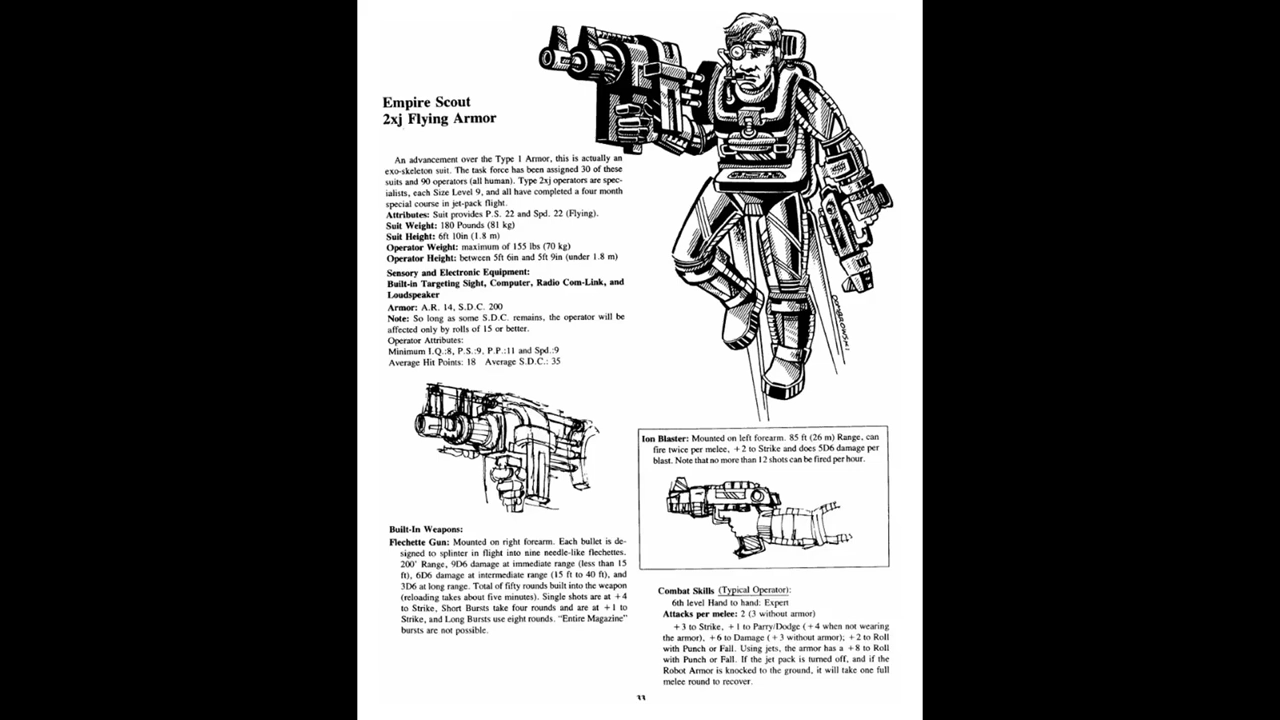 Empire Scout
2xj Flying Armor
An advancement over the Type 1 Armor, this is actually an
exo-skeleton suit. The task force has been assigned 30 of these
suits and 90 operators (all human). Type 2xj operators are spec-
ialists, each Size Level 9, and all have completed a four month
special course in jet-pack flight.
Attributes: Suit provides P.S. 22 and Spd. 22 (Flying).
Suit Weight: 180 Pounds (81 kg)
Suit Height: 6ft 10in (1.8 m)
Operator Weight: maximum of 155 lbs (70 kg)
Operator Height: between 5ft 6in and 5ft 9in (under 1.8 m)
Sensory and Electronic Equipment:
Built-in Targeting Sight, Computer, Radio Com-Link, and
Loudspeaker
Armor: A.R. 14, S.D.C. 200
Note: So long as some S.D.C. remains, the operator will be
affected only by rolls of 15 or better.
Operator Attributes:
Minimum I.Q.:8, P.S.:9, P.P.:11 and Spd.:9
Average Hit Points: 18 Average S.D.C.: 35
Built-In Weapons:
Flechette Gun: Mounted on right forearm. Each bullet is de-
signed to splinter in flight into nine needle-like flechettes.
200' Range, 9D6 damage at immediate range (less than 15
ft), 6D6 damage at intermediate range (15 ft to 40 ft), and
3D6 at long range. Total of fifty rounds built into the weapon
(reloading takes about five minutes). Single shots are at +4
to Strike, Short Bursts take four rounds and are at +1 to
Strike, and Long Bursts use eight rounds. "Entire Magazine"
bursts are not possible.
DOMBROWSKI
Ion Blaster: Mounted on left forearm. 85 ft (26 m) Range, can
fire twice per melee, +2 to Strike and does 5D6 damage per
blast. Note that no more than 12 shots can be fired per hour.
Combat Skills (Typical Operator):
6th level Hand to hand: Expert
Attacks per melee: 2 (3 without armor)
+3 to Strike, +1 to Parry/Dodge (+4 when not wearing
the armor), +6 to Damage (+3 without armor); +2 to Roll
with Punch or Fall. Using jets, the armor has a +8 to Roll
with Punch or Fall. If the jet pack is turned off, and if the
Robot Armor is knocked to the ground, it will take one full
melee round to recover.
33